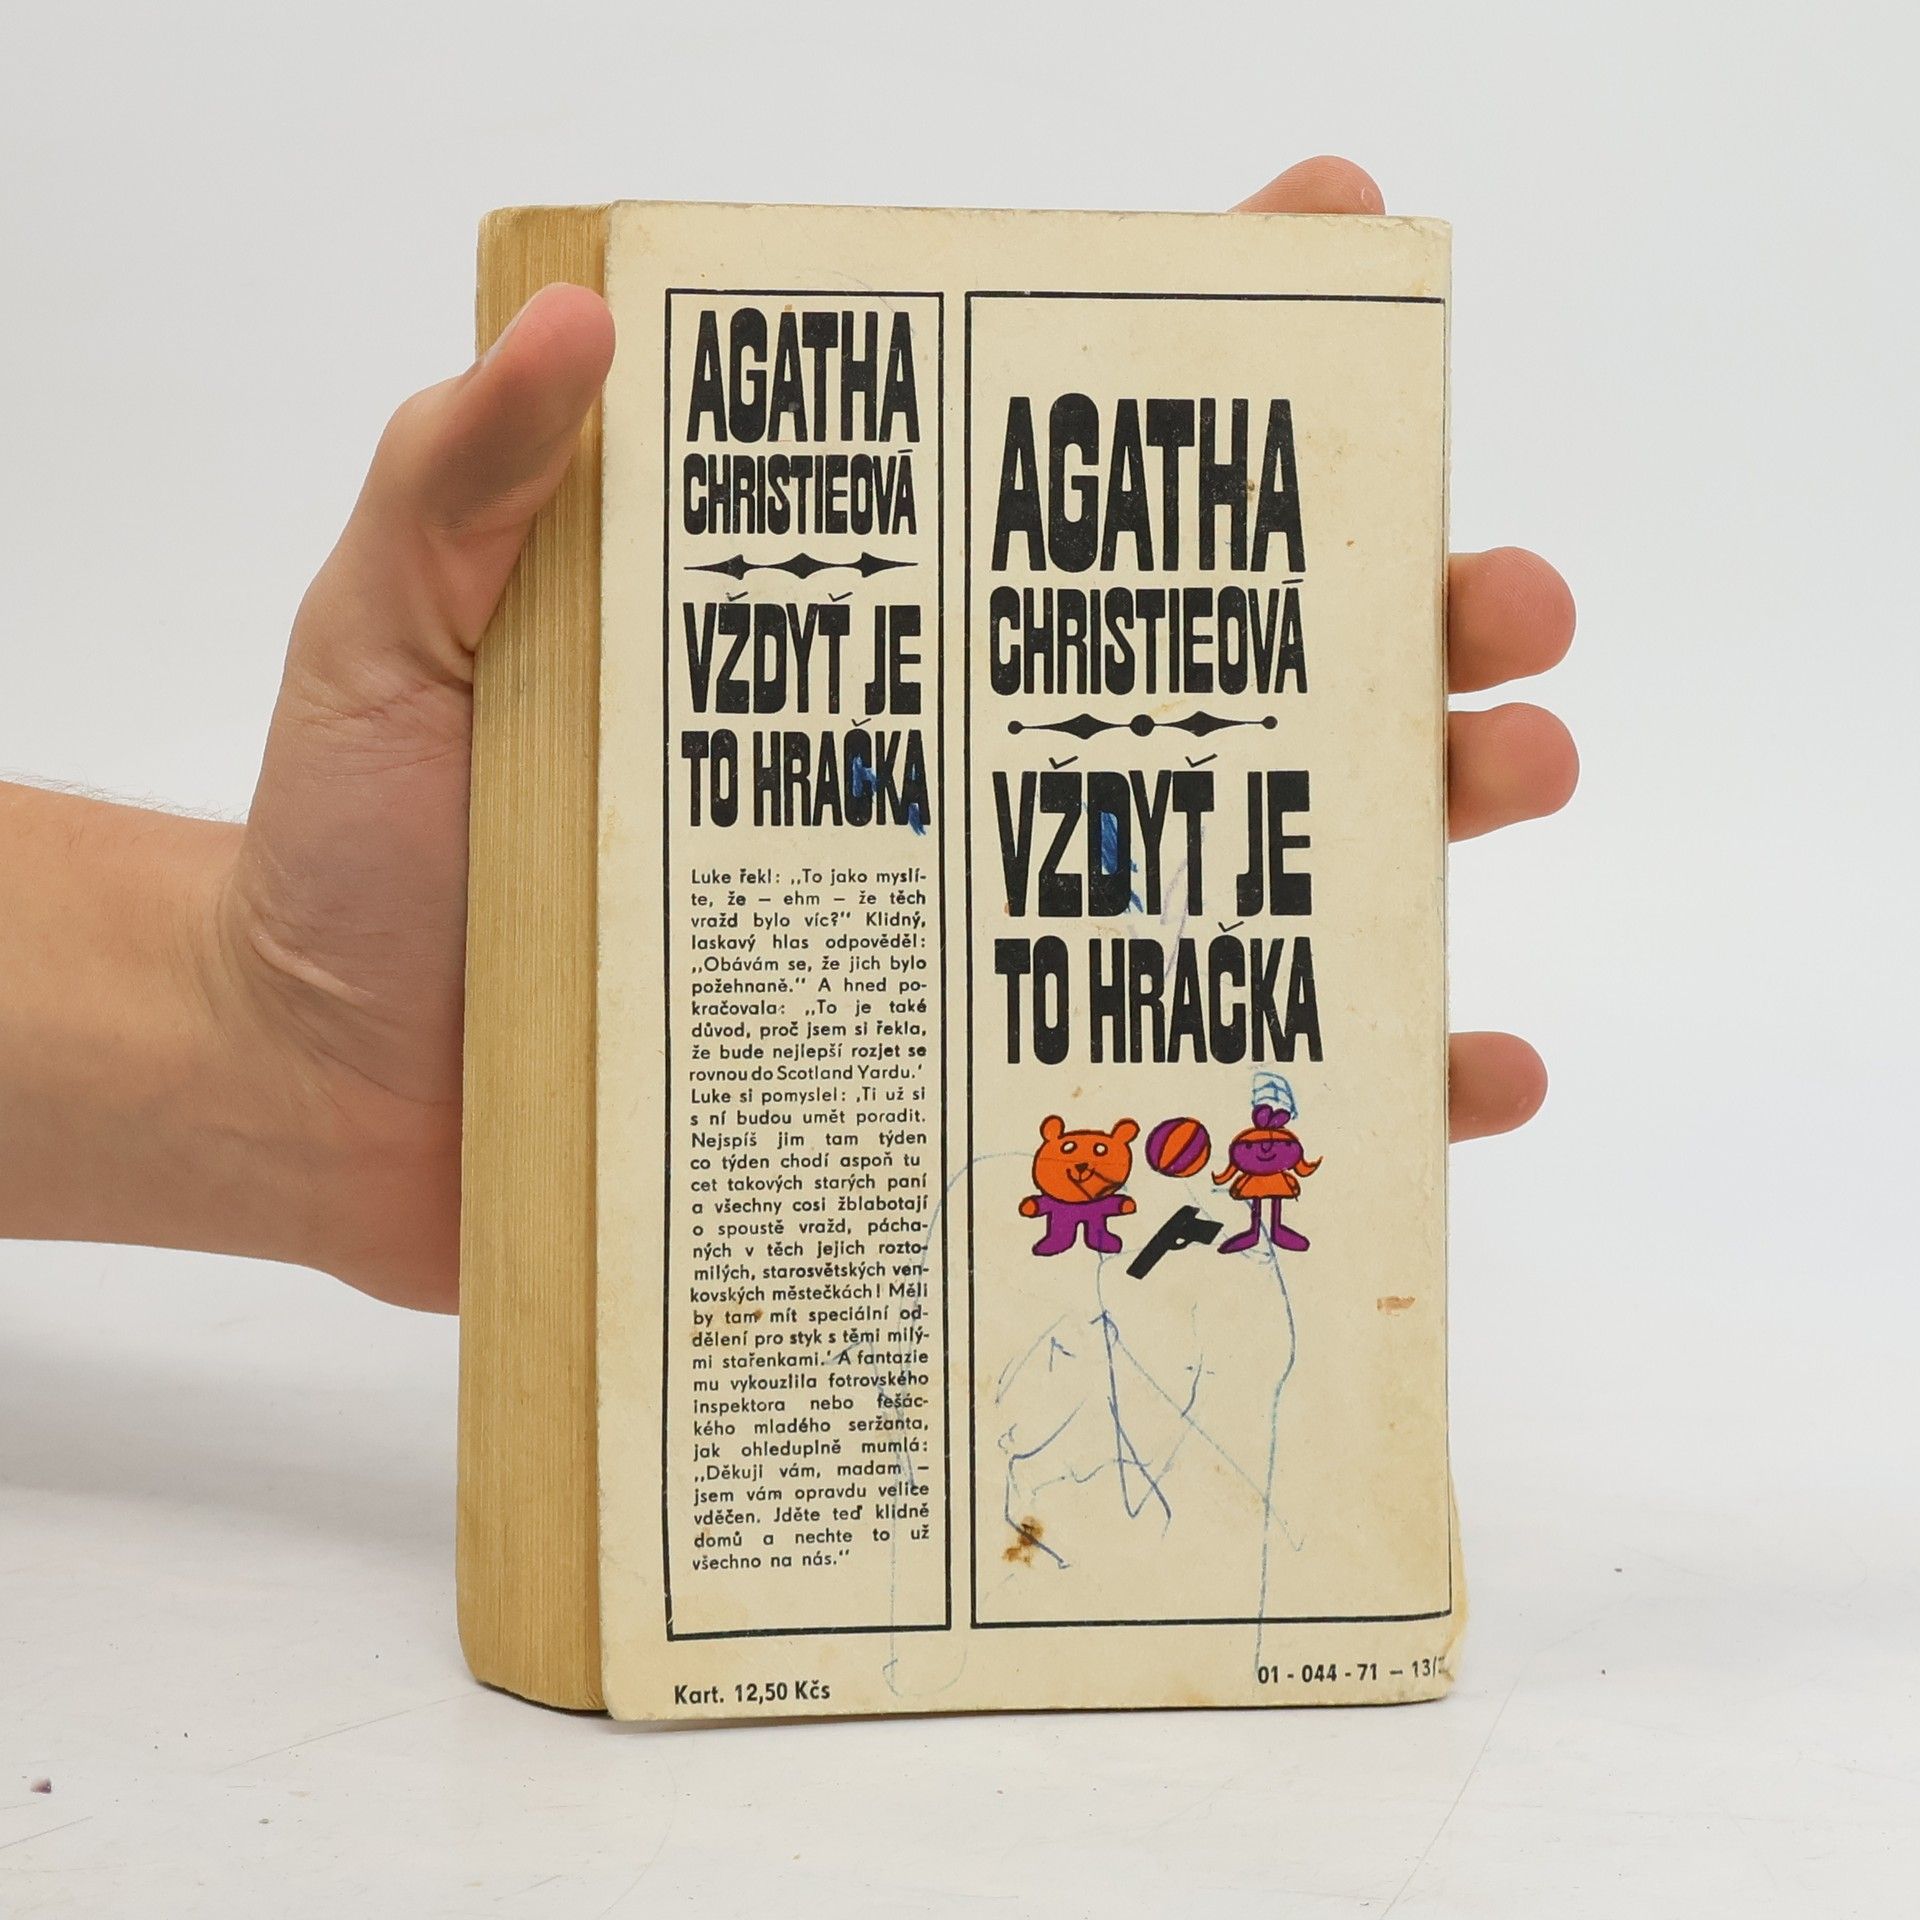 AGATHA
CHRISTIEOVÁ
VŽDYŤ JE
TO HRAČKA
Luke řekl: „To jako myslí-
te, že – ehm – že těch
vražd bylo víc?“ Klidný,
laskavý hlas odpověděl:
„Obávám se, že jich bylo
požehnaně.“ A hned po-
kračovala: „To je také
důvod, proč jsem si řekla,
že bude nejlepší rozjet se
rovnou do Scotland Yardu.‘
Luke si pomyslel: ‚Ti už si
s ní budou umět poradit.
Nejspíš jim tam týden
co týden chodí aspoň tu
cet takových starých paní
a všechny cosi žblabotají
o spoustě vražd, pácha-
ných v těch jejich rozto-
milých, starosvětských ven-
kovských městečkách! Měli
by tam mít speciální od-
dělení pro styk s těmi milý-
mi stařenkami.‘ A fantazie
mu vykouzlila fotrovského
inspektora nebo fešác-
kého mladého seržanta,
jak ohleduplně mumlá:
„Děkuji vám, madam –
jsem vám opravdu velice
vděčen. Jděte teď klidně
domů a nechte to už
všechno na nás.“
Kart. 12,50 Kčs
AGATHA
CHRISTIEOVÁ
VŽDYŤ JE
TO HRAČKA
01 - 044 - 71 – 13/